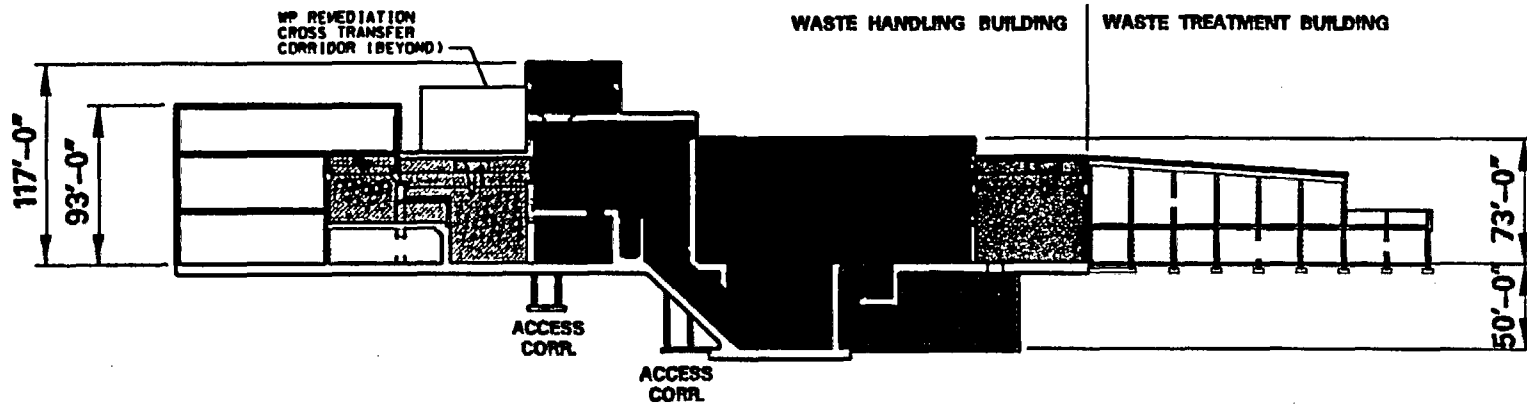 WP REMEDIATION
CROSS TRANSFER
CORRIDOR (BEYOND)
WASTE HANDLING BUILDING
WASTE TREATMENT BUILDING
117'-0"
93'-0"
73'-0"
50'-0"
ACCESS
CORR.
ACCESS
CORR.